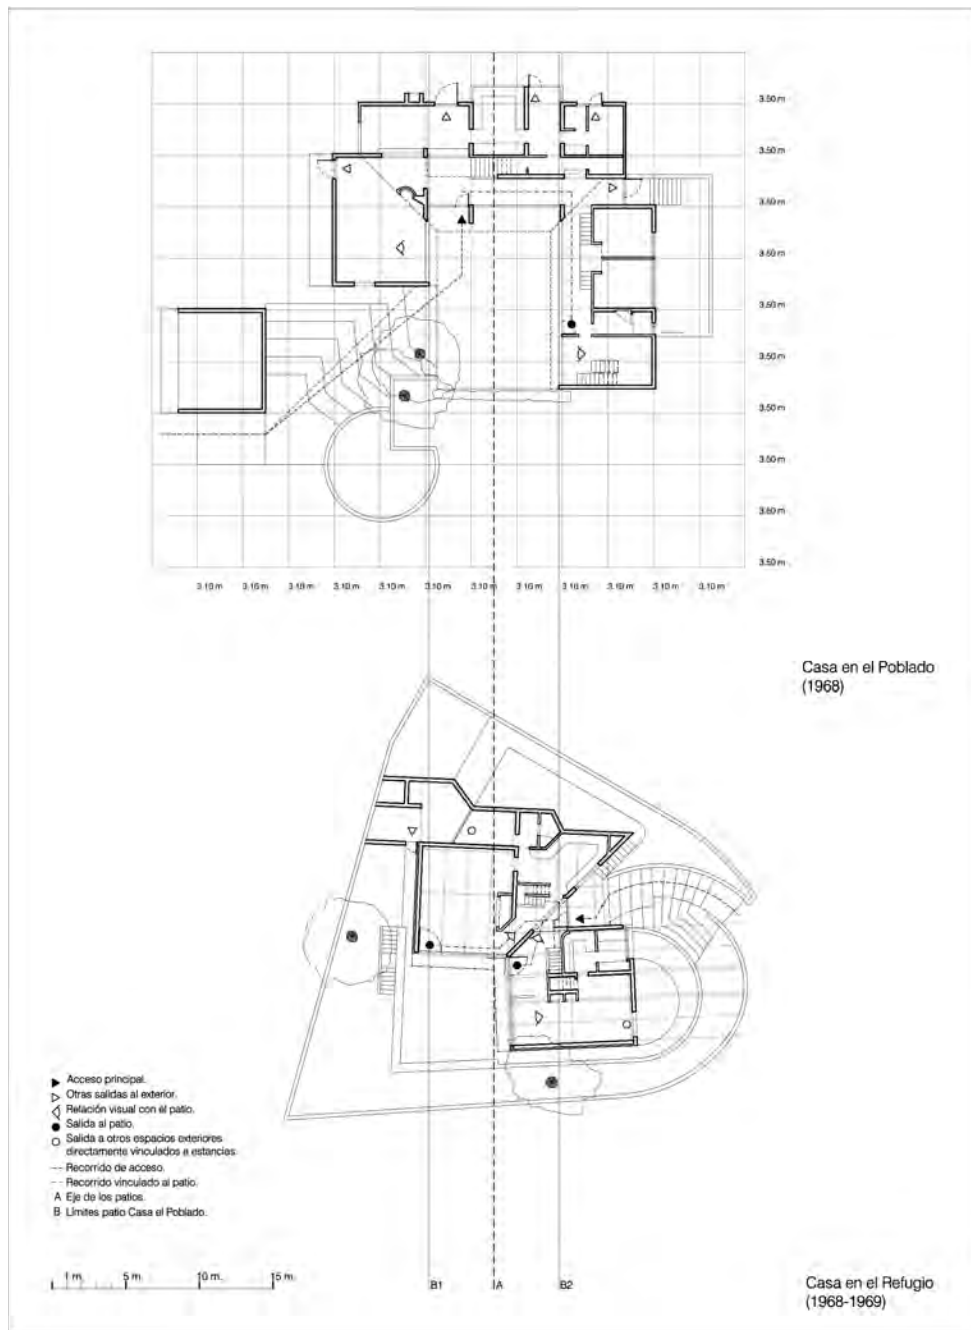 3.50 m
3.50 m
3.50 m
3.50 m
3.50 m
3.50 m
3.50 m
3.50 m
3.50 m
3.50 m
3.10 m 3.10 m 3.10 m 3.10 m 3.10 m 3.10 m 3.10 m 3.10 m 3.10 m 3.10 m 3.10 m
Casa en el Poblado
(1968)
Acceso principal.
Otras salidas al exterior.
Relación visual con el patio.
Salida al patio.
Salida a otros espacios exteriores
directamente vinculados a estancias.
Recorrido de acceso.
Recorrido vinculado al patio.
A Eje de los patios.
B Límites patio Casa el Poblado.
1 m. 5 m 10 m. 15 m.
B1 A B2
Casa en el Refugio
(1968-1969)